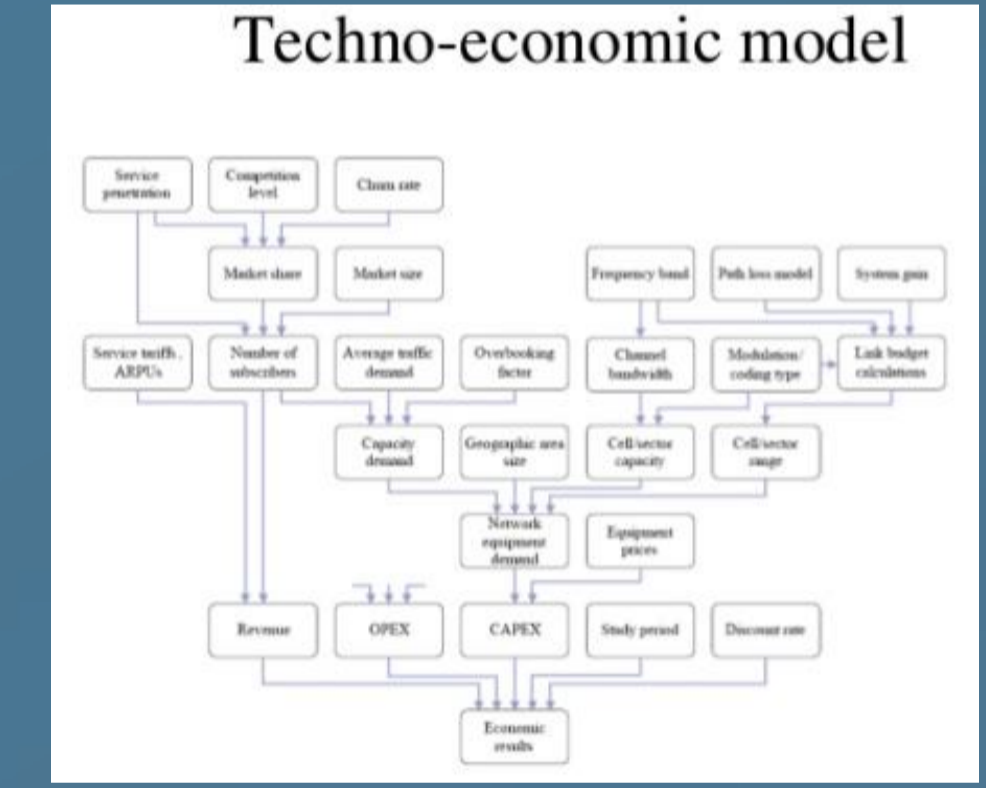 Techno-economic model
Service
penetration
Competition
level
Churn rate
Market share
Market size
Frequency band
Path loss model
System gain
Service tariffs,
ARPUs
Number of
subscribers
Average traffic
demand
Overbooking
factor
Channel
bandwidth
Modulation/
coding type
Link budget
calculations
Capacity
demand
Geographic area
size
Cell/sector
capacity
Cell/sector
range
Network
equipment
demand
Equipment
prices
Revenue
OPEX
CAPEX
Study period
Discount rate
Economic
results